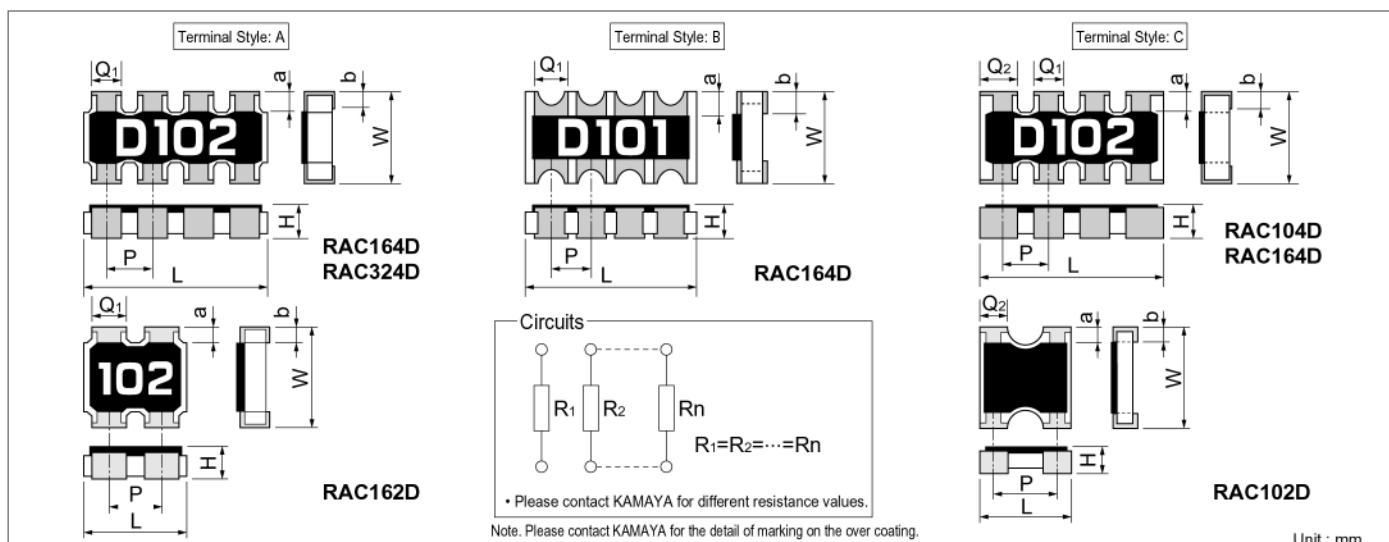 Terminal Style: A
Q1
a
b
W
D102
H
P
L
RAC164D
RAC324D
Q1
a
b
W
102
H
P
L
RAC162D
Terminal Style: B
Q1
a
b
W
D101
H
P
L
RAC164D
Circuits
R1
R2
Rn
R1=R2=····=Rn
• Please contact KAMAYA for different resistance values.
Note. Please contact KAMAYA for the detail of marking on the over coating.
Terminal Style: C
Q2
Q1
a
b
W
D102
H
P
L
RAC104D
RAC164D
Q2
a
b
W
H
P
L
RAC102D
Unit : mm